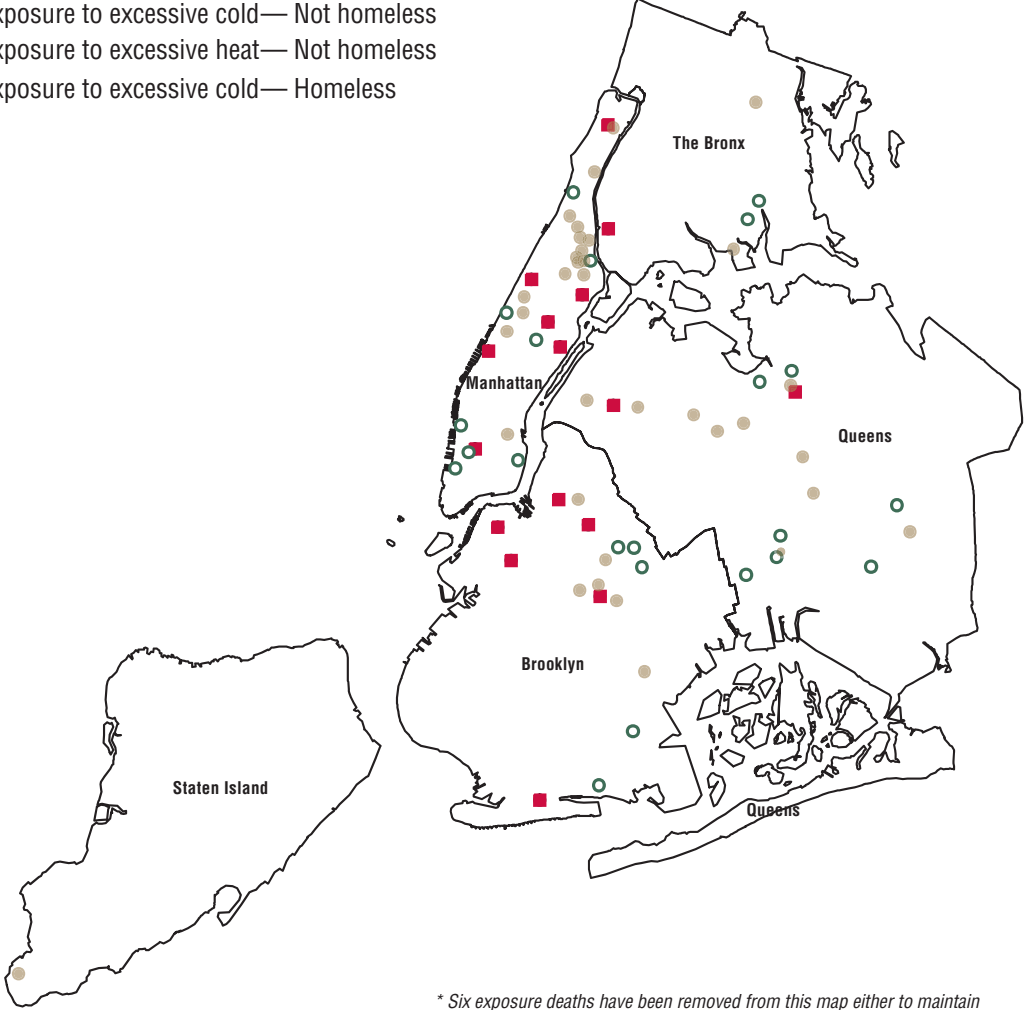 xposure to excessive cold— Not homeless
xposure to excessive heat— Not homeless
xposure to excessive cold— Homeless
The Bronx
Manhattan
Queens
Brooklyn
Staten Island
Queens
* Six exposure deaths have been removed from this map either to maintain